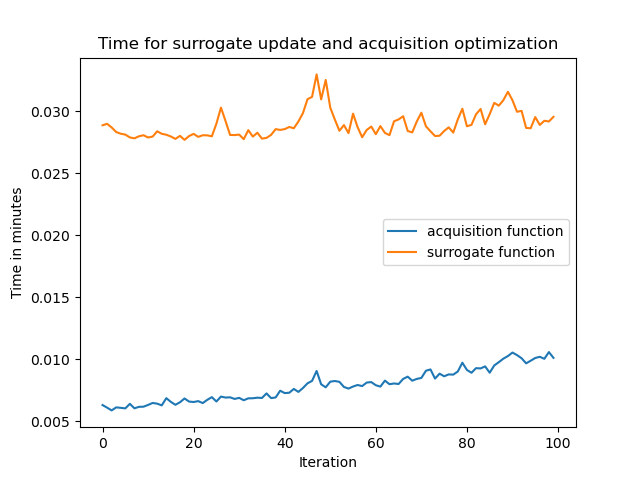 Time for surrogate update and acquisition optimization
0.030
0.025
0.020
0.015
0.010
0.005
Time in minutes
acquisition function
surrogate function
0 20 40 60 80 100
Iteration